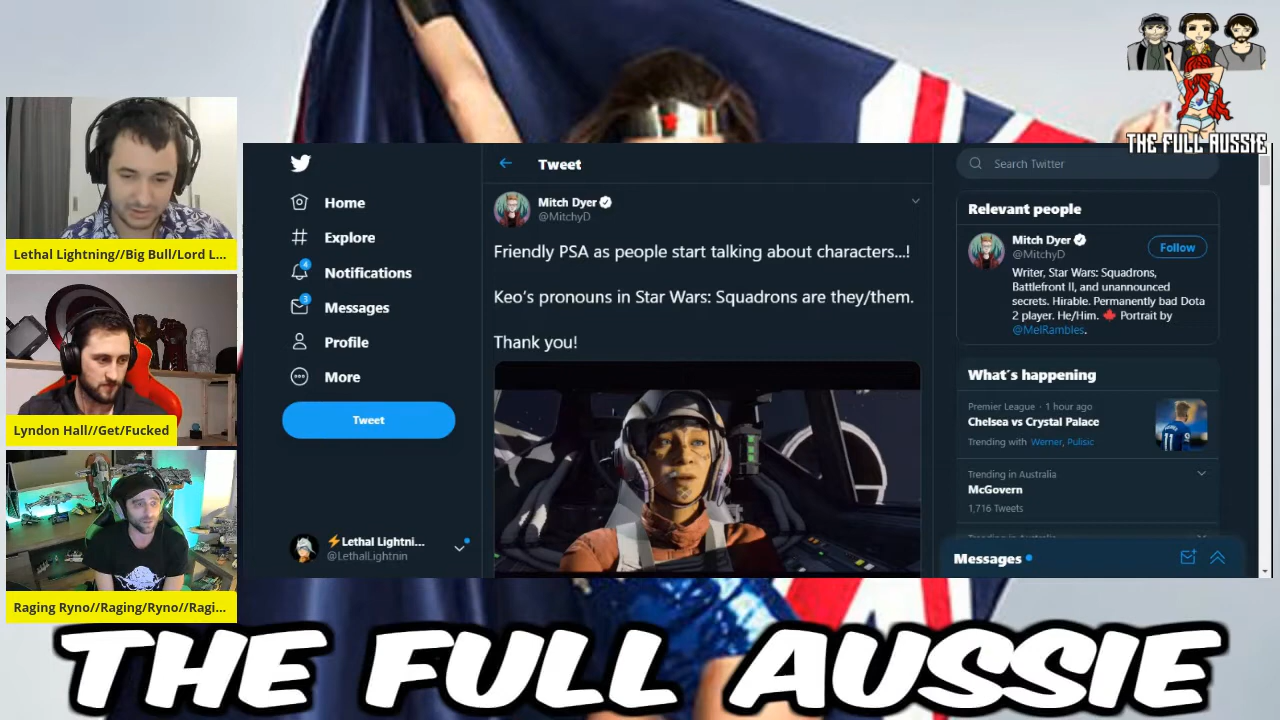 THE FULL AUSSIE
Lethal Lightning//Big Bull/Lord L...
Lyndon Hall//Get/Fucked
Raging Ryno//Raging/Ryno//Ragi...
Home
Explore
4
Notifications
3
Messages
Profile
More
Tweet
⚡Lethal Lightni...
@LethalLightnin
Tweet
Mitch Dyer
@MitchyD
Friendly PSA as people start talking about characters...!
Keo's pronouns in Star Wars: Squadrons are they/them.
Thank you!
Search Twitter
Relevant people
Mitch Dyer
@MitchyD
Follow
Writer, Star Wars: Squadrons,
Battlefront II, and unannounced
secrets. Hirable. Permanently bad Dota
2 player. He/Him. 🍁 Portrait by
@MelRambles.
What's happening
Premier League · 1 hour ago
Chelsea vs Crystal Palace
Trending with Werner, Pulisic
11
Trending in Australia
McGovern
1,716 Tweets
Messages
THE FULL AUSSIE